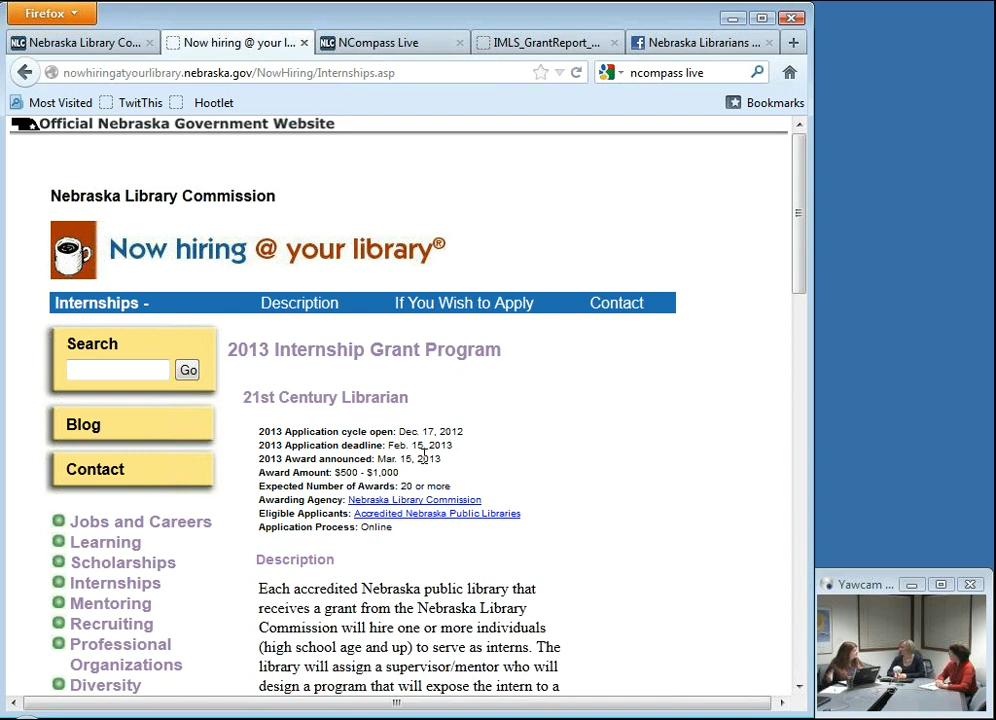 Firefox
Nebraska Library Co...
Now hiring @ your l...
NLC NCompass Live
IMLS_GrantReport_...
Nebraska Librarians ...
nowhiringatyourlibrary.nebraska.gov/NowHiring/Internships.asp
ncompass live
Most Visited
TwitThis
Hootlet
Bookmarks
Official Nebraska Government Website
Nebraska Library Commission
Now hiring @ your library®
Internships - Description If You Wish to Apply Contact
Search
Go
Blog
Contact
Jobs and Careers
Learning
Scholarships
Internships
Mentoring
Recruiting
Professional
Organizations
Diversity
2013 Internship Grant Program
21st Century Librarian
2013 Application cycle open: Dec. 17, 2012
2013 Application deadline: Feb. 15, 2013
2013 Award announced: Mar. 15, 2013
Award Amount: $500 - $1,000
Expected Number of Awards: 20 or more
Awarding Agency: Nebraska Library Commission
Eligible Applicants: Accredited Nebraska Public Libraries
Application Process: Online
Description
Each accredited Nebraska public library that
receives a grant from the Nebraska Library
Commission will hire one or more individuals
(high school age and up) to serve as interns. The
library will assign a supervisor/mentor who will
design a program that will expose the intern to a
Yawcam ...